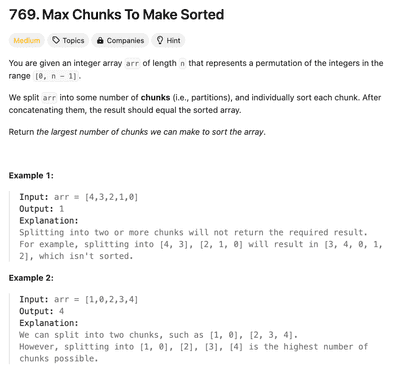 769. Max Chunks To Make Sorted
Medium Topics Companies Hint
You are given an integer array arr of length n that represents a permutation of the integers in the
range [0, n - 1].
We split arr into some number of chunks (i.e., partitions), and individually sort each chunk. After
concatenating them, the result should equal the sorted array.
Return the largest number of chunks we can make to sort the array.
Example 1:
Input: arr = [4,3,2,1,0]
Output: 1
Explanation:
Splitting into two or more chunks will not return the required result.
For example, splitting into [4, 3], [2, 1, 0] will result in [3, 4, 0, 1,
2], which isn't sorted.
Example 2:
Input: arr = [1,0,2,3,4]
Output: 4
Explanation:
We can split into two chunks, such as [1, 0], [2, 3, 4].
However, splitting into [1, 0], [2], [3], [4] is the highest number of
chunks possible.